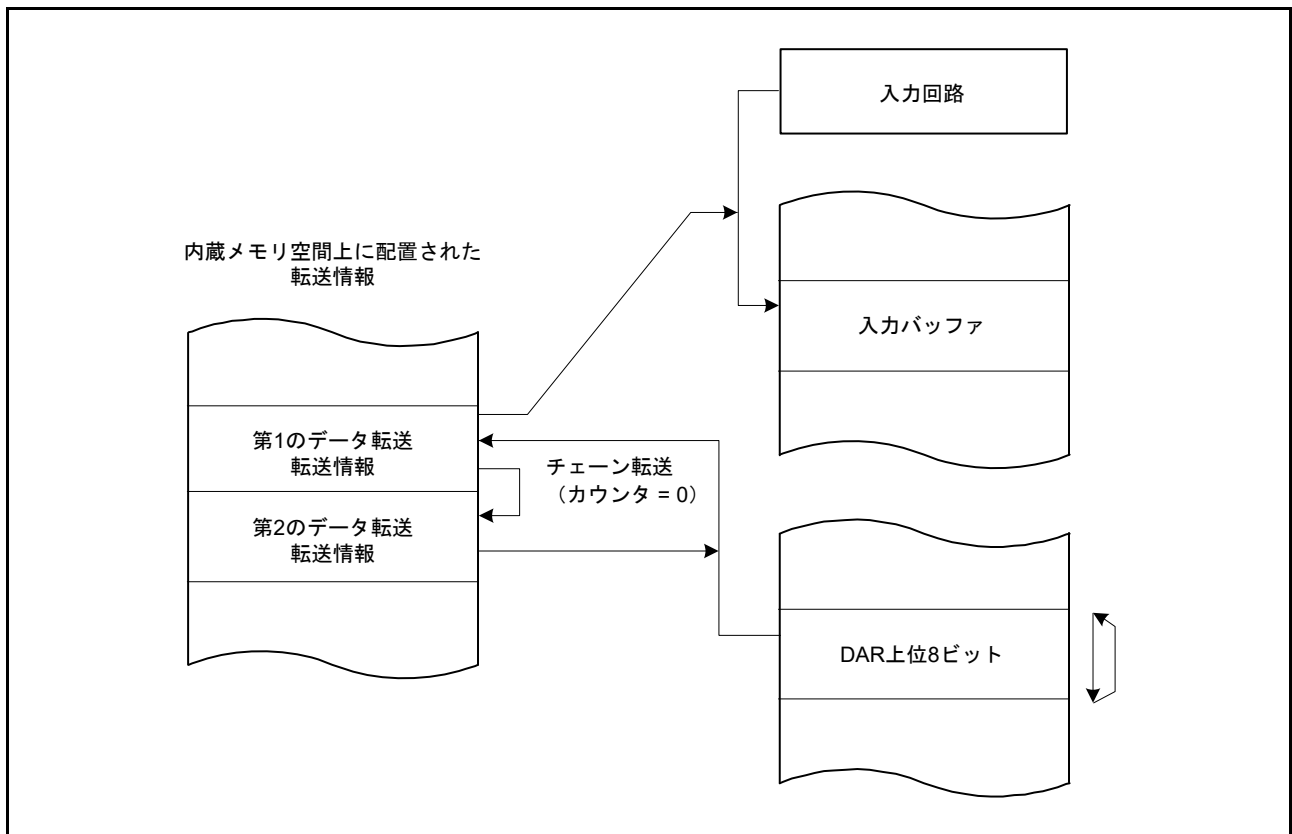 入力回路
内蔵メモリ空間上に配置された
転送情報
入力バッファ
第1のデータ転送
転送情報
チェーン転送
（カウンタ = 0）
第2のデータ転送
転送情報
DAR上位8ビット